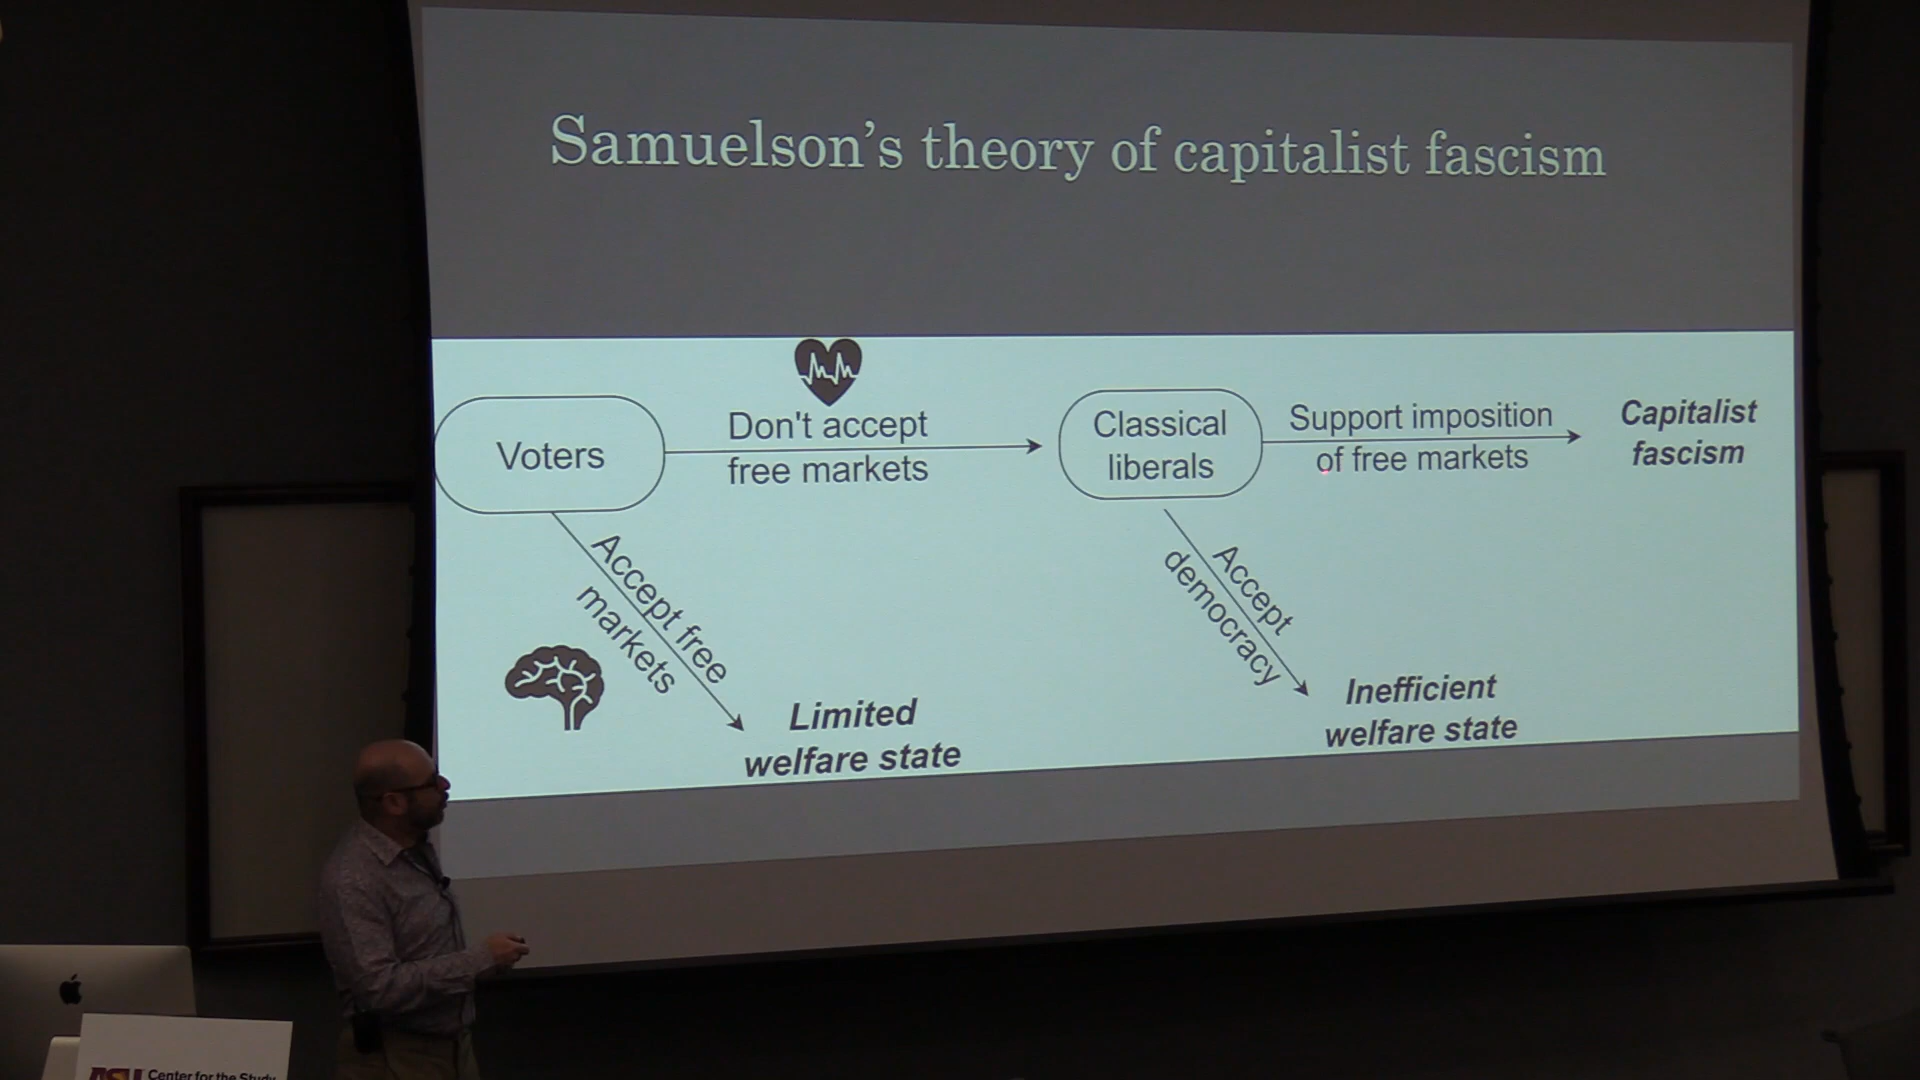 Samuelson's theory of capitalist fascism
Voters
Don't accept
free markets
Classical
liberals
Support imposition
of free markets
Capitalist
fascism
Accept free
markets
Limited
welfare state
Accept
democracy
Inefficient
welfare state
ASU Center for the Study